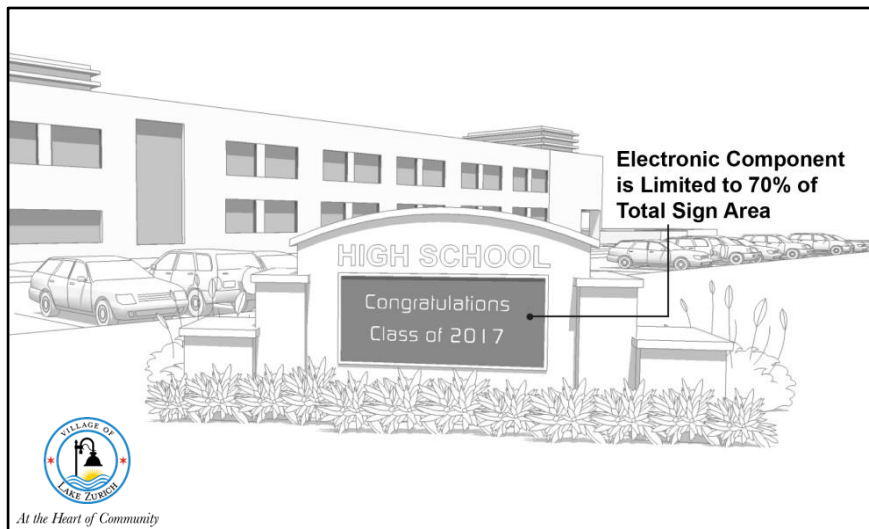 Electronic Component
is Limited to 70% of
Total Sign Area
HIGH SCHOOL
Congratulations
Class of 2017
VILLAGE OF
LAKE ZURICH
At the Heart of Community